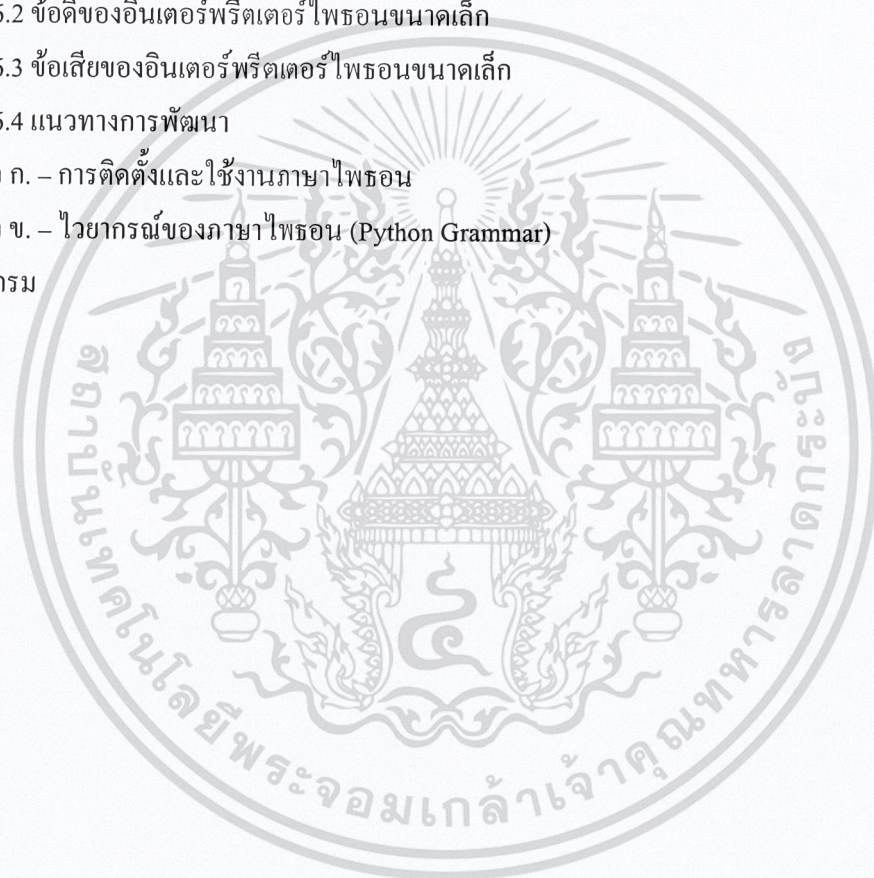 5.2 ข้อดีของอินเตอร์พรีตเตอร์ไพธอนขนาดเล็ก
5.3 ข้อเสียของอินเตอร์พรีตเตอร์ไพธอนขนาดเล็ก
5.4 แนวทางการพัฒนา
ก. – การติดตั้งและใช้งานภาษาไพธอน
ข. – ไวยากรณ์ของภาษาไพธอน (Python Grammar)
กรม
สถาบันเทคโนโลยีพระจอมเกล้าเจ้าคุณทหารลาดกระบัง
๔